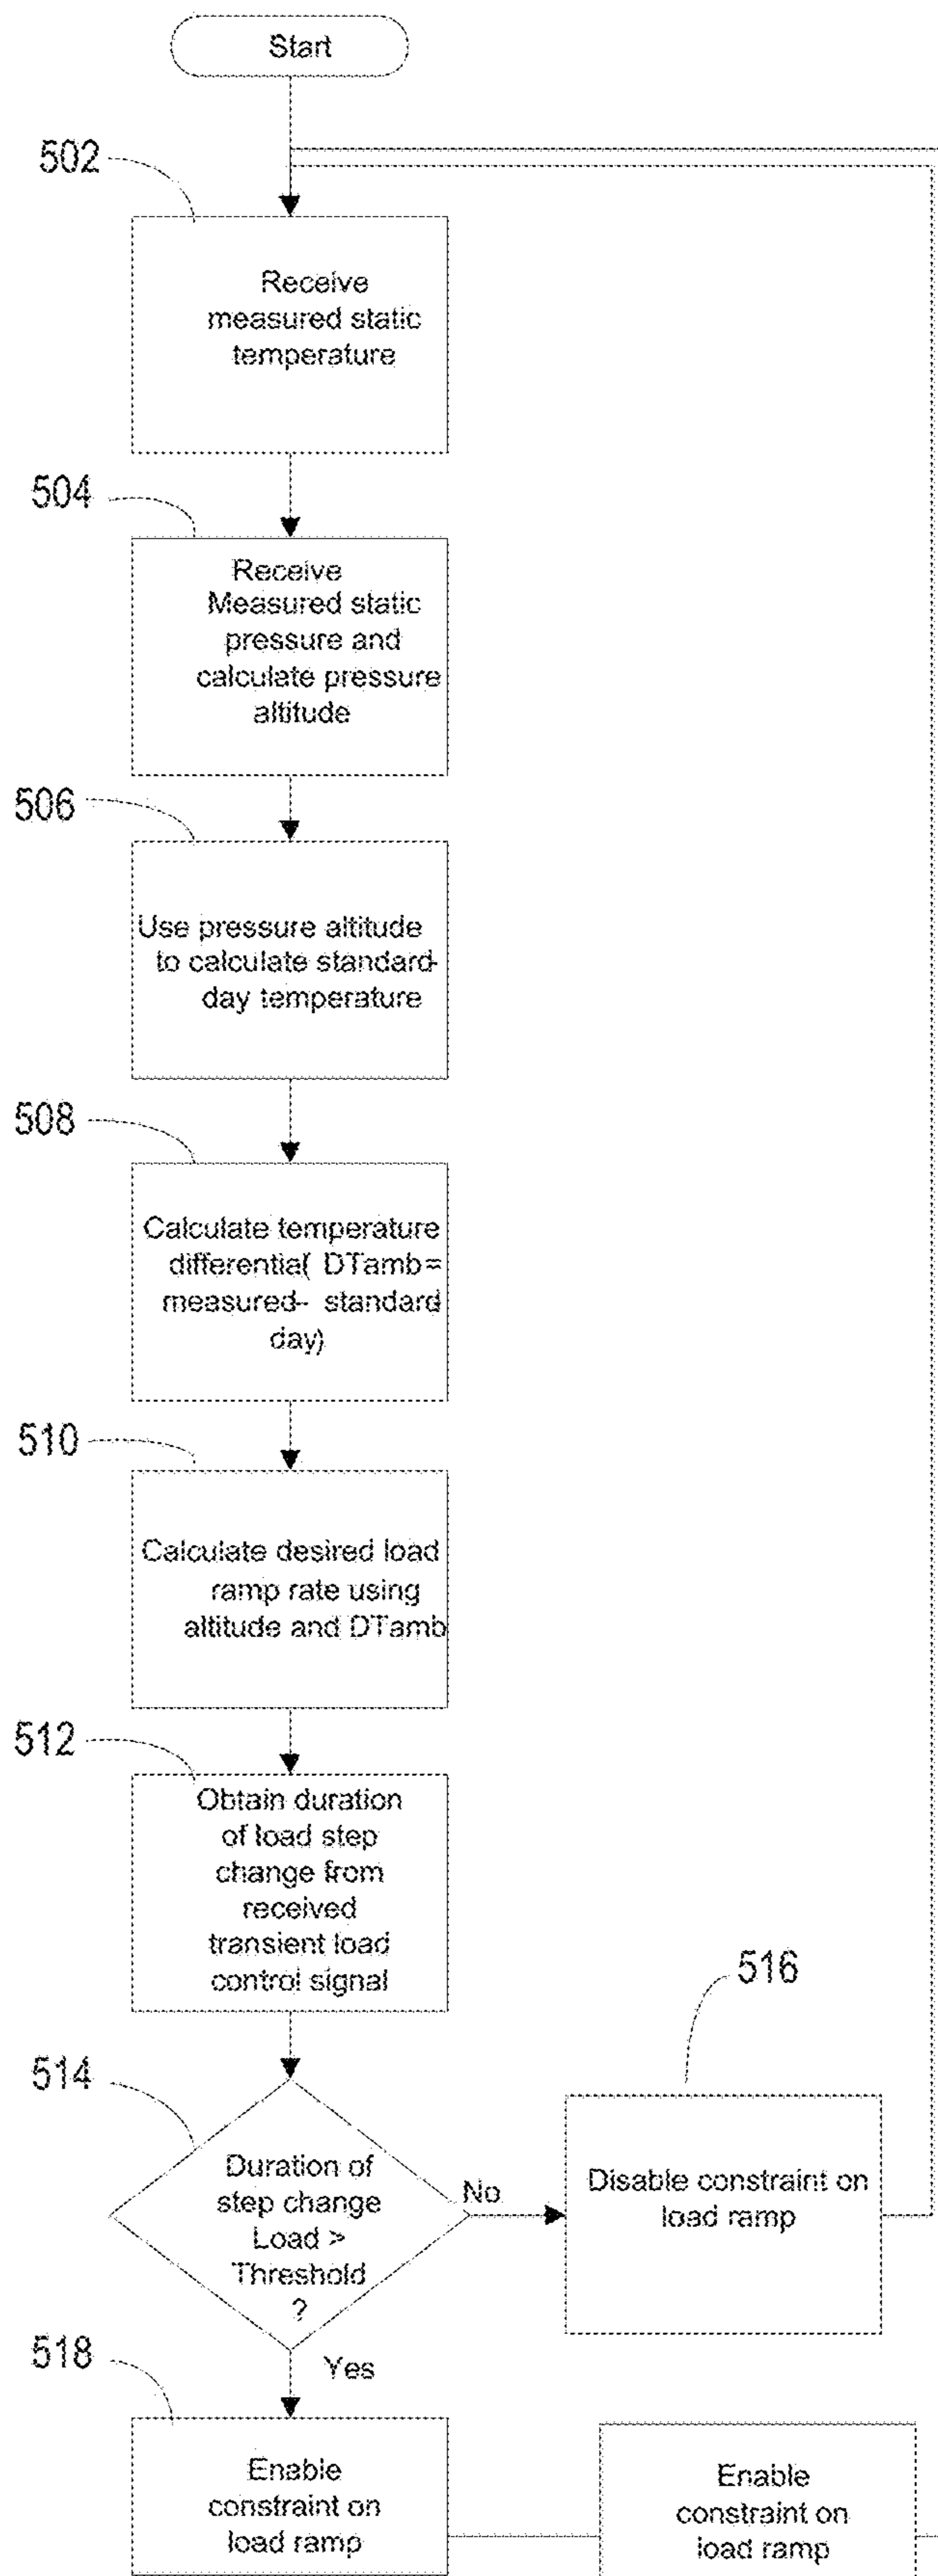 Start
502
Receive
measured static
temperature
504
Receive
Measured static
pressure and
calculate pressure
altitude
506
Use pressure altitude
to calculate standard-
day temperature
508
Calculate temperature
differential( DTamb=
measured- standard
day)
510
Calculate desired load
ramp rate using
altitude and DTamb
512
Obtain duration
of load step
change from
received
transient load
control signal
514
Duration of
step change
Load >
Threshold
?
No
516
Disable constraint on
load ramp
Yes
518
Enable
constraint on
load ramp
Enable
constraint on
load ramp